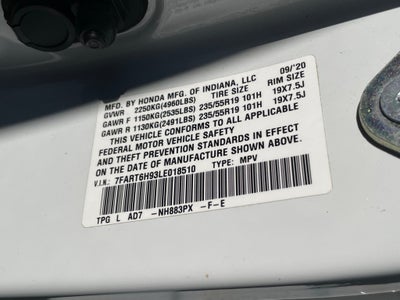 MFD. BY HONDA MFG. OF INDIANA, LLC 09/'20
GVWR 2250KG(4960LBS) TIRE SIZE RIM SIZE
GAWR F 1150KG(2535LBS) 235/55R19 101H 19X7.5J
GAWR R 1130KG(2491LBS) 235/55R19 101H 19X7.5J
THIS VEHICLE CONFORMS TO ALL APPLICABLE
FEDERAL MOTOR VEHICLE SAFETY
AND THEFT PREVENTION STANDARDS IN EFFECT
ON THE DATE OF MANUFACTURE SHOWN ABOVE.
V.I.N: 7FART6H93LE018510 TYPE: MPV
TPG L AD7 -NH883PX -F-E